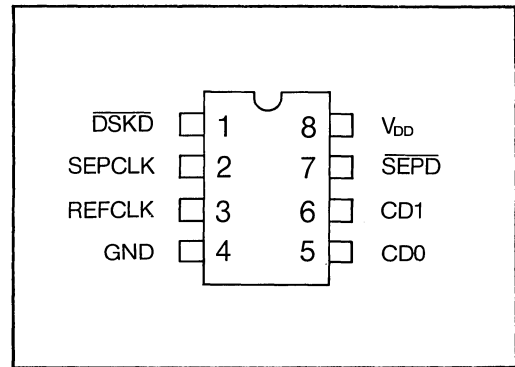 DSKD 1 8 VDD
SEPCLK 2 7 SEPD
REFCLK 3 6 CD1
GND 4 5 CD0